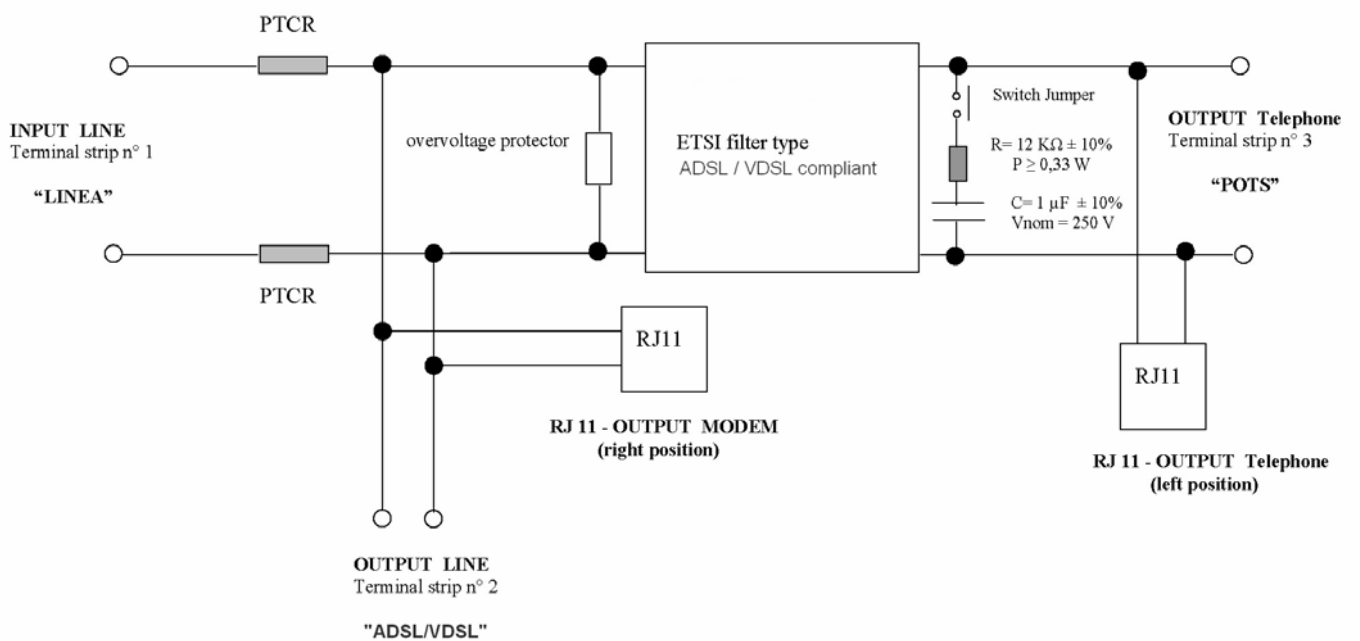 PTCR
INPUT LINE
Terminal strip n° 1
“LINEA”
PTCR
overvoltage protector
ETSI filter type
ADSL / VDSL compliant
Switch Jumper
R= 12 KΩ ± 10%
P ≥ 0,33 W
C= 1 µF ± 10%
Vnom = 250 V
OUTPUT Telephone
Terminal strip n° 3
“POTS”
RJ11
RJ 11 - OUTPUT MODEM
(right position)
RJ11
RJ 11 - OUTPUT Telephone
(left position)
OUTPUT LINE
Terminal strip n° 2
"ADSL/VDSL"